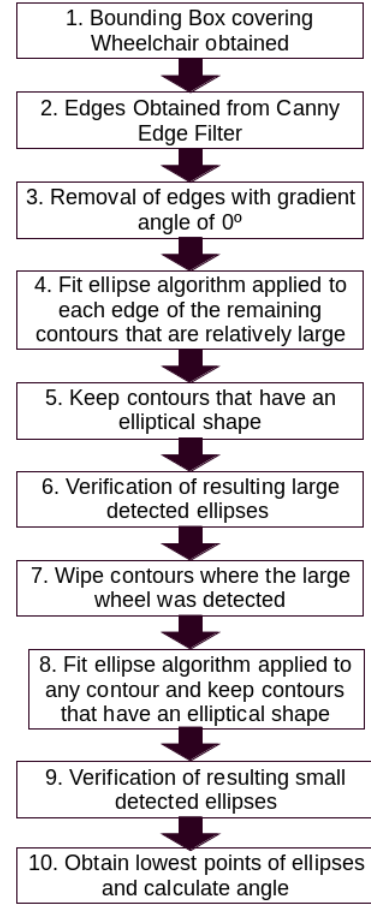 1. Bounding Box covering
Wheelchair obtained
2. Edges Obtained from Canny
Edge Filter
3. Removal of edges with gradient
angle of 0º
4. Fit ellipse algorithm applied to
each edge of the remaining
contours that are relatively large
5. Keep contours that have an
elliptical shape
6. Verification of resulting large
detected ellipses
7. Wipe contours where the large
wheel was detected
8. Fit ellipse algorithm applied to
any contour and keep contours
that have an elliptical shape
9. Verification of resulting small
detected ellipses
10. Obtain lowest points of ellipses
and calculate angle